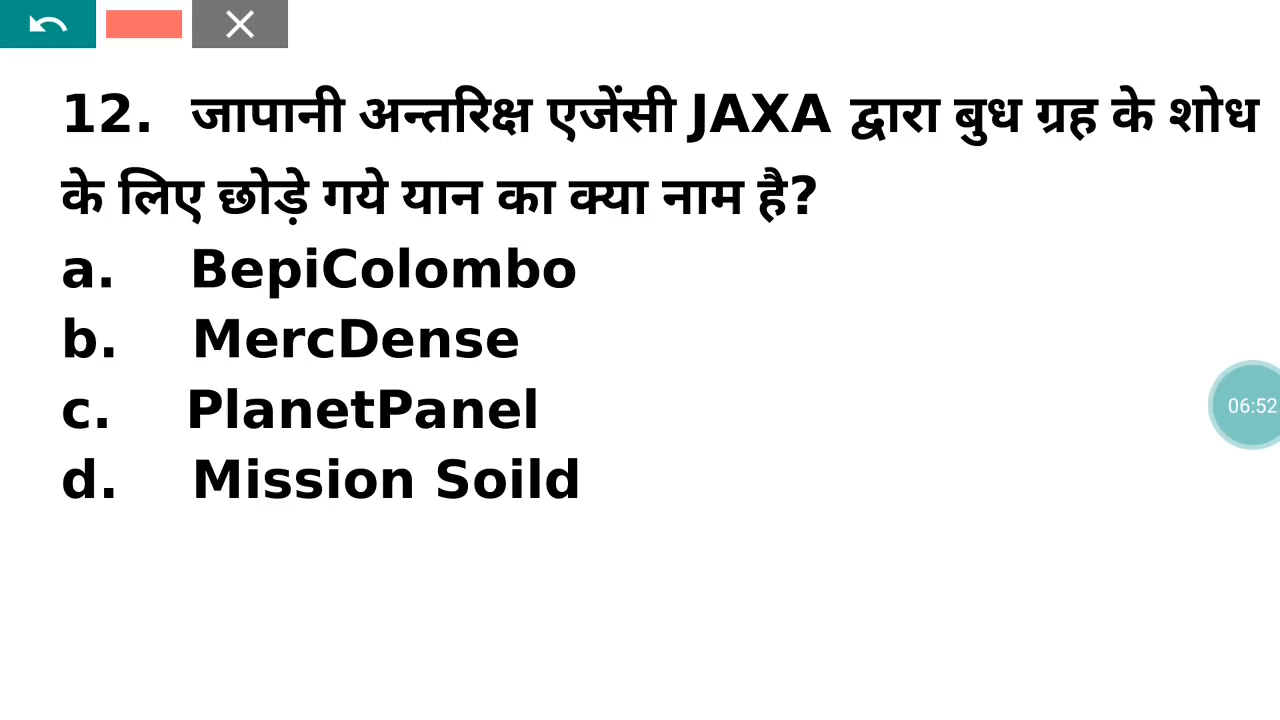 12. जापानी अन्तरिक्ष एजेंसी JAXA द्वारा बुध ग्रह के शोध
के लिए छोड़े गये यान का क्या नाम है?
a. BepiColombo
b. MercDense
c. PlanetPanel
d. Mission Soild
06:52